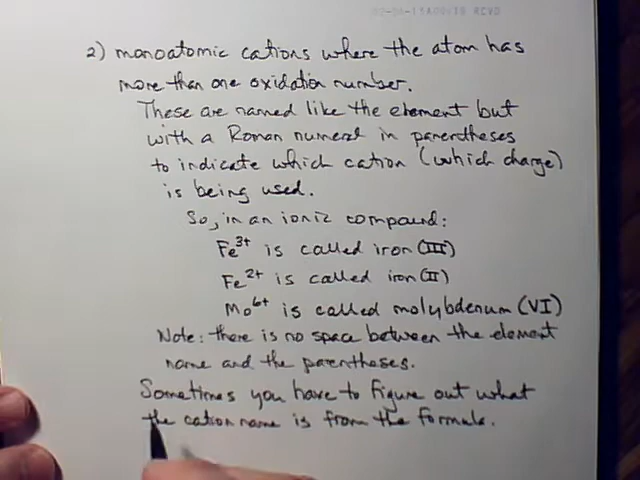 2) monoatomic cations where the atom has
more than one oxidation number.
These are named like the element but
with a Roman numeral in parentheses
to indicate which cation (which charge)
is being used.
So, in an ionic compound:
Fe³⁺ is called iron(III)
Fe²⁺ is called iron(II)
Mo⁶⁺ is called molybdenum(VI)
Note: there is no space between the element
name and the parentheses.
Sometimes you have to figure out what
the cation name is from the formula.